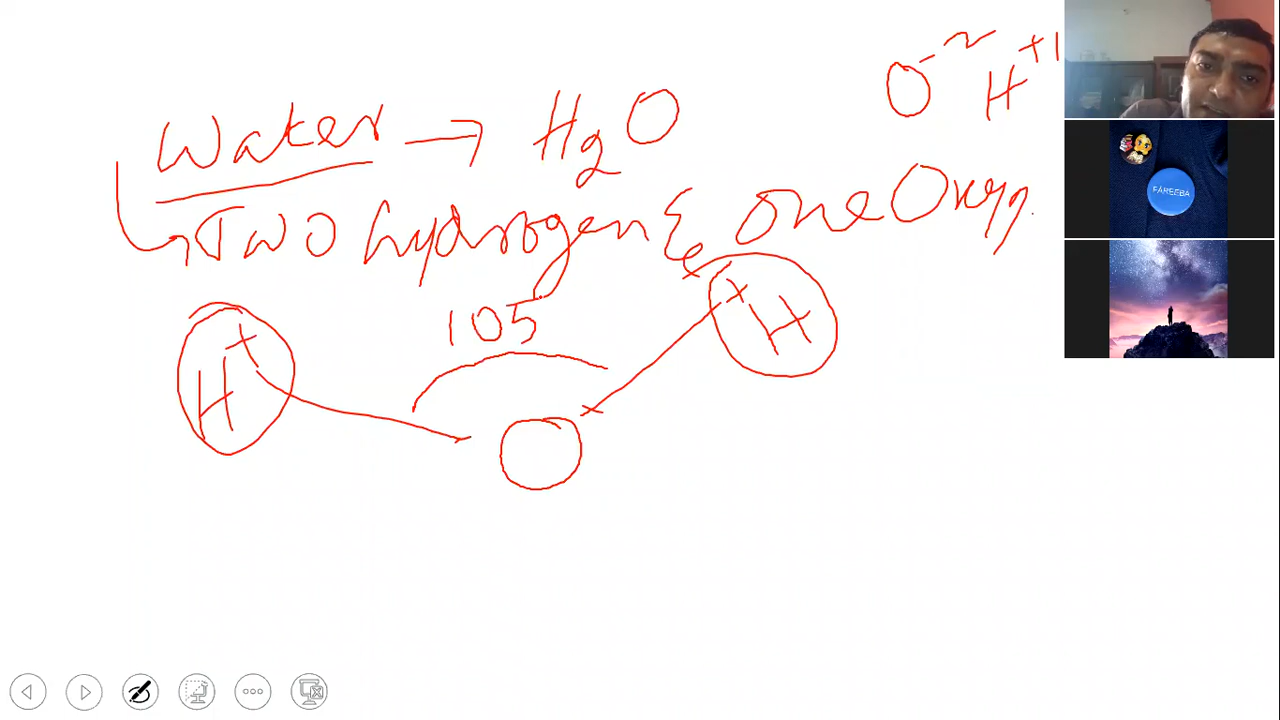 O⁻² H⁺¹
Water → H2O
Two hydrogen & one Oxyg
105
H+
H+
O
FAREEBA